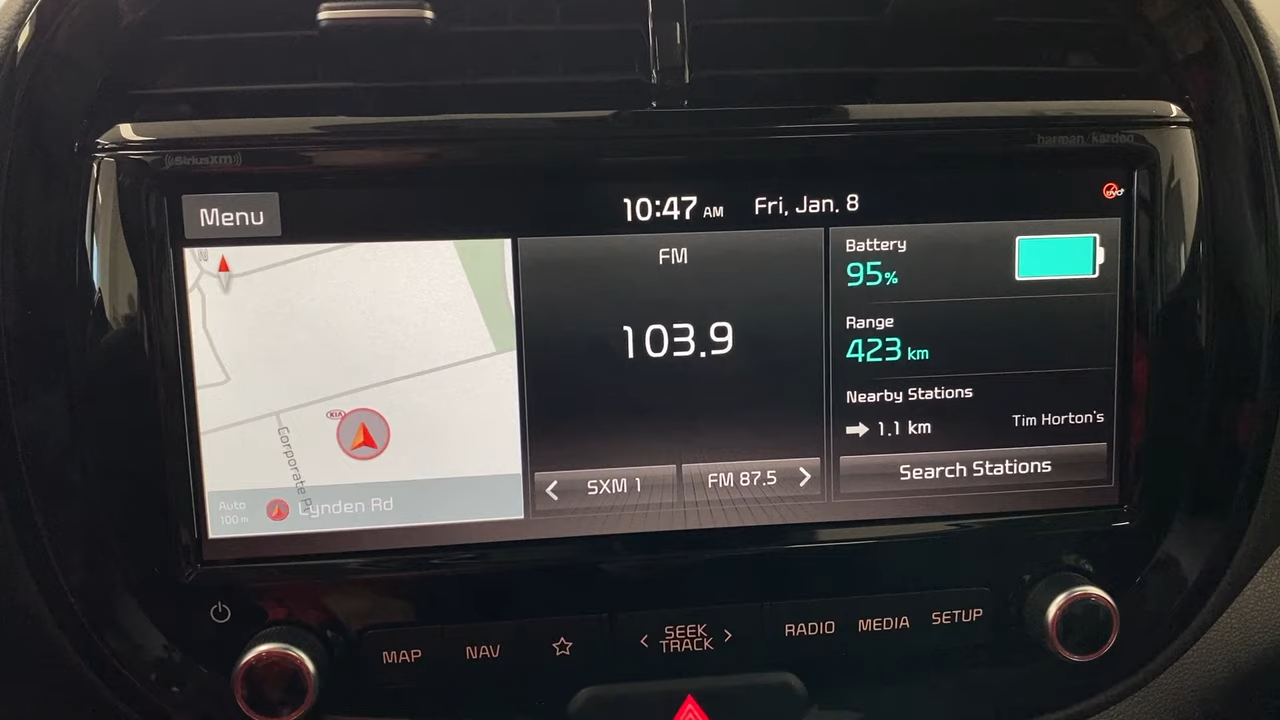 SiriusXM
harman/kardon
Menu
10:47 AM Fri, Jan. 8
UVO
N
KIA
Corporate P
Auto
100 m
Lynden Rd
FM
103.9
SXM 1
FM 87.5
Battery
95%
Range
423 km
Nearby Stations
1.1 km
Tim Horton's
Search Stations
MAP
NAV
SEEK
TRACK
RADIO
MEDIA
SETUP